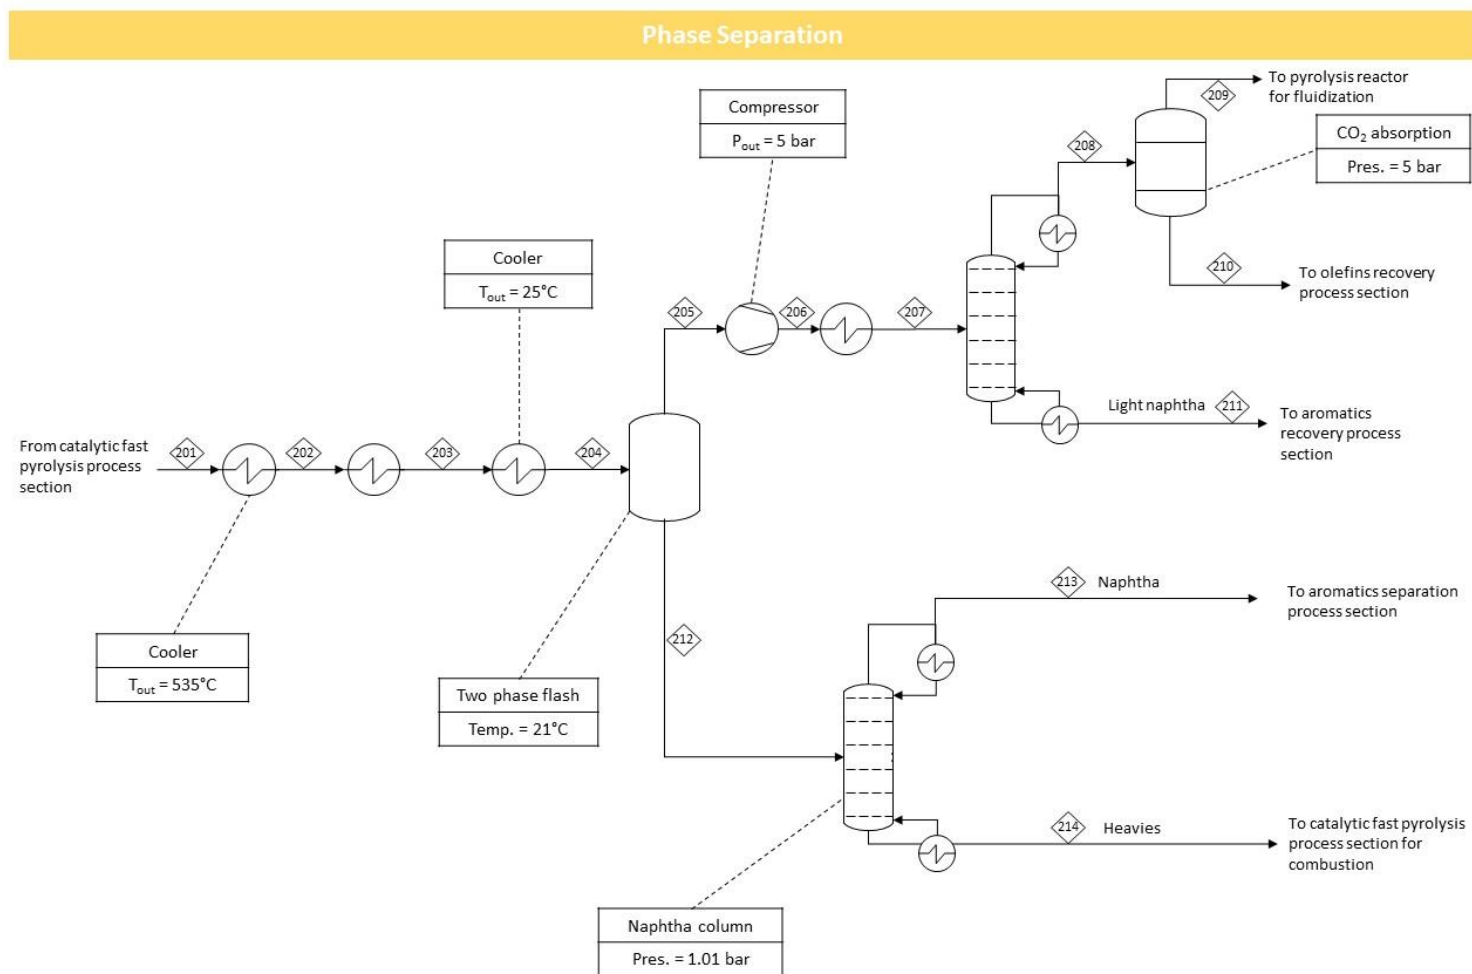 Phase Separation
To pyrolysis reactor
for fluidization
209
Compressor
P_out = 5 bar
CO₂ absorption
Pres. = 5 bar
208
Cooler
T_out = 25°C
210
To olefins recovery
process section
205
206
207
Light naphtha
211
To aromatics
recovery process
section
From catalytic fast
pyrolysis process
section
201
202
203
204
213
Naphtha
To aromatics separation
process section
212
Cooler
T_out = 535°C
Two phase flash
Temp. = 21°C
214
Heavies
To catalytic fast pyrolysis
process section for
combustion
Naphtha column
Pres. = 1.01 bar